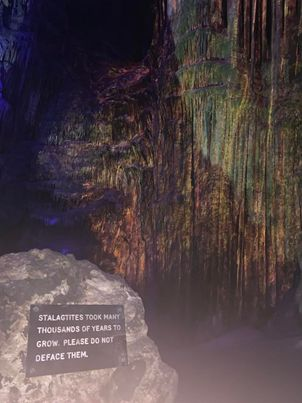 STALAGTITES TOOK MANY
THOUSANDS OF YEARS TO
GROW. PLEASE DO NOT
DEFACE THEM.